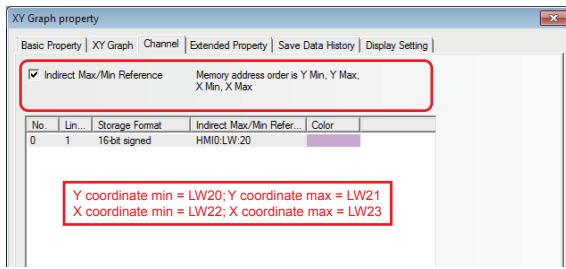 XY Graph property
Basic Property XY Graph Channel Extended Property Save Data History Display Setting
Indirect Max/Min Reference Memory address order is Y Min, Y Max,
X Min, X Max
No. Lin... Storage Format Indirect Max/Min Refer... Color
0 1 16-bit signed HMI0:LW:20
Y coordinate min = LW20; Y coordinate max = LW21
X coordinate min = LW22; X coordinate max = LW23